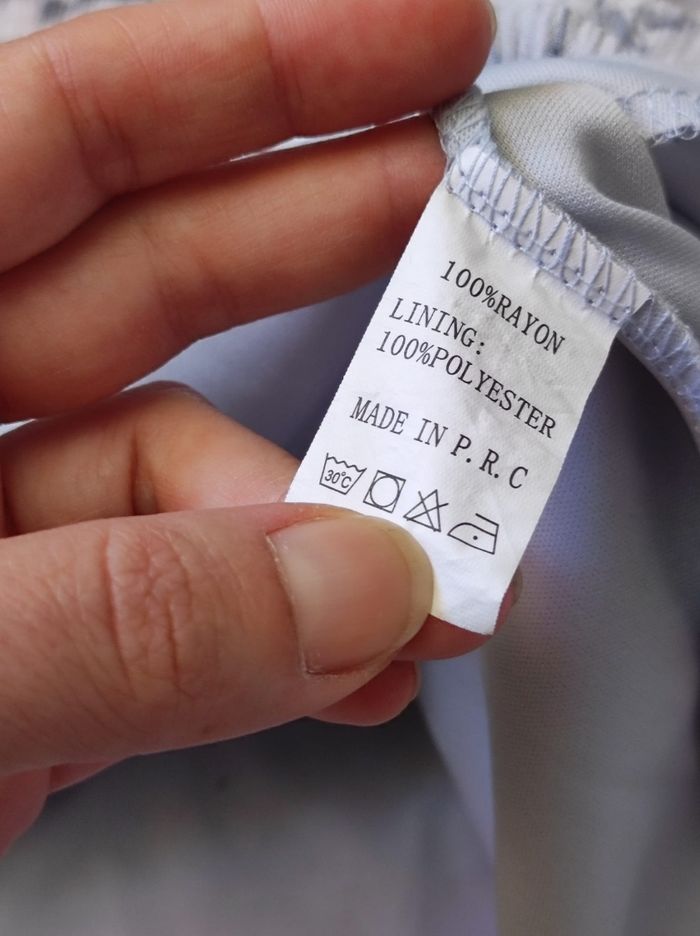 100%RAYON
LINING:
100%POLYESTER
MADE IN P.R.C
30°C